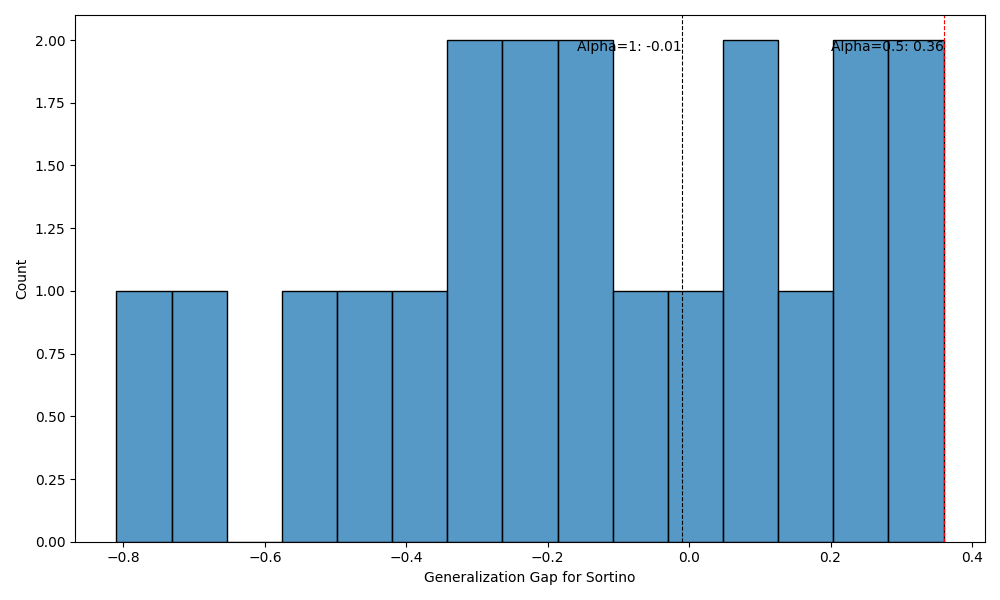 2.00
1.75
1.50
1.25
1.00
0.75
0.50
0.25
0.00
Count
Alpha=1: -0.01
Alpha=0.5: 0.36
−0.8 −0.6 −0.4 −0.2 0.0 0.2 0.4
Generalization Gap for Sortino